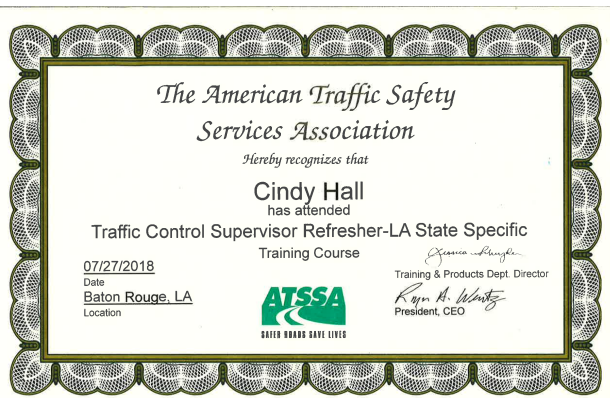 The American Traffic Safety
Services Association
Hereby recognizes that
Cindy Hall
has attended
Traffic Control Supervisor Refresher-LA State Specific
Training Course
07/27/2018
Date
Baton Rouge, LA
Location
ATSSA
SAFER ROADS SAVE LIVES
Jessica
Training & Products Dept. Director
President, CEO